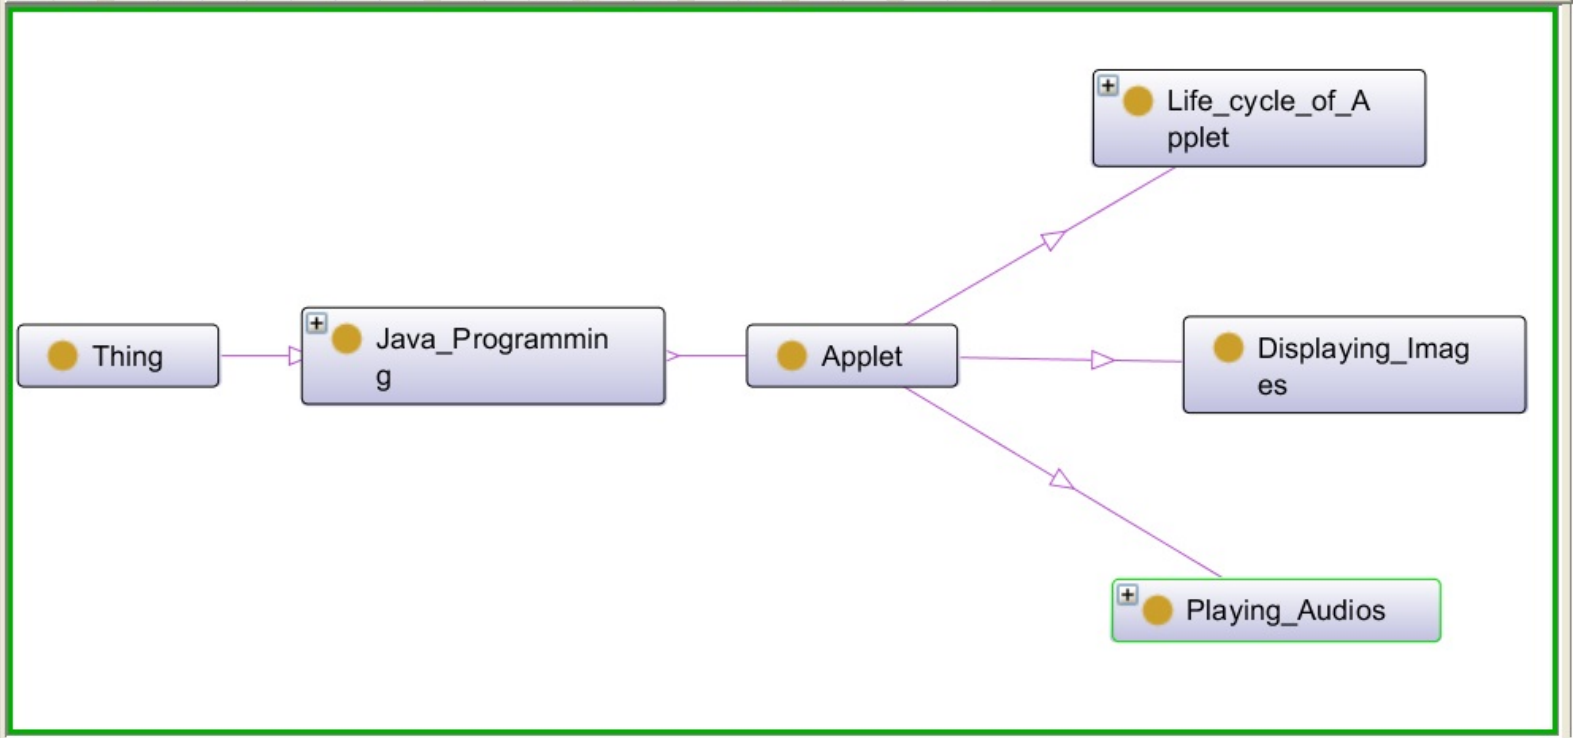 Life_cycle_of_A
pplet
Thing
Java_Programmin
g
Applet
Displaying_Imag
es
Playing_Audios